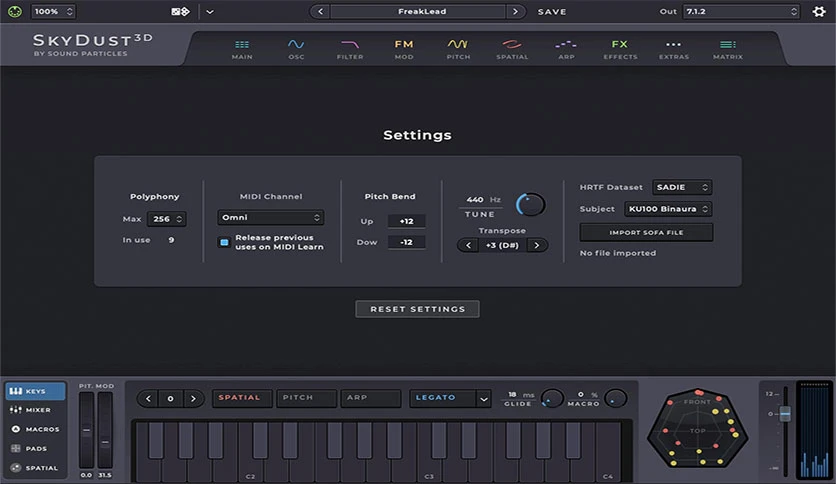 100%
FreakLead
SAVE
Out 7.1.2
SKYDUST 3D
BY SOUND PARTICLES
MAIN
OSC
FILTER
FM
MOD
PITCH
SPATIAL
ARP
FX
EFFECTS
EXTRAS
MATRIX
Settings
Polyphony
Max 256
In use 9
MIDI Channel
Omni
Release previous
uses on MIDI Learn
Pitch Bend
Up +12
Dow -12
440 Hz
TUNE
Transpose
+3 (D#)
HRTF Dataset SADIE
Subject KU100 Binaura
IMPORT SOFA FILE
No file imported
RESET SETTINGS
KEYS
MIXER
MACROS
PADS
SPATIAL
PIT. MOD
0.0 31.5
0
SPATIAL
PITCH
ARP
LEGATO
18 ms
GLIDE
0 %
MACRO
C2
C3
C4
FRONT
TOP
12
0
-∞